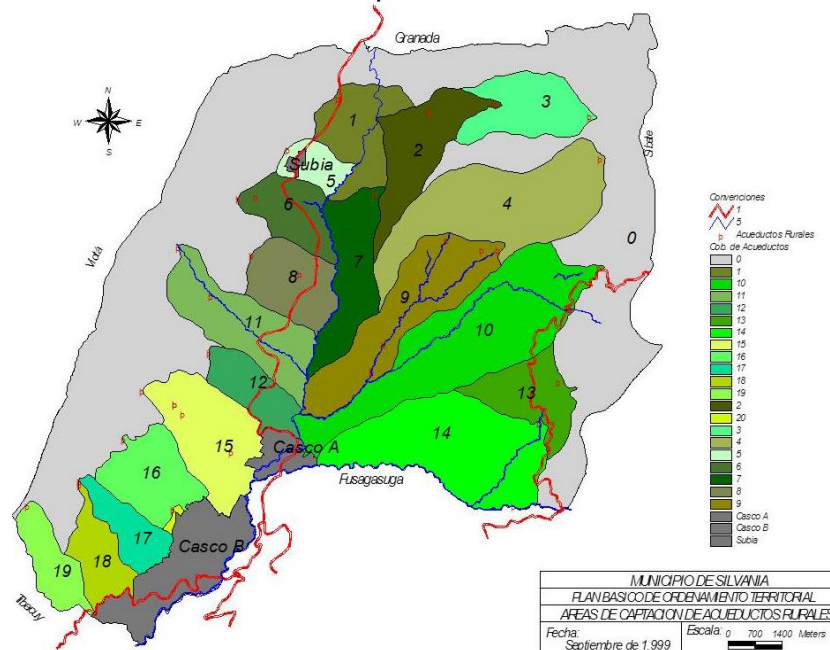 Granada
N
W E
S
1
3
2
Sibate
Subia
5
4
6
Viotá
0
7
8
9
11
10
12
13
15
14
Casco A
16
Fusagasuga
17
Casco B
18
19
Tibacuy
Convenciones
1
5
Acueductos Rurales
Cob. de Acueductos
0
1
10
11
12
13
14
15
16
17
18
19
2
20
3
4
5
6
7
8
9
Casco A
Casco B
Subia
MUNICIPIO DE SILVANIA
PLAN BASICO DE ORDENAMIENTO TERRITORIAL
AREAS DE CAPTACION DE ACUEDUCTOS RURALES
Fecha: Septiembre de 1.999
Escala: 0 700 1400 Meters